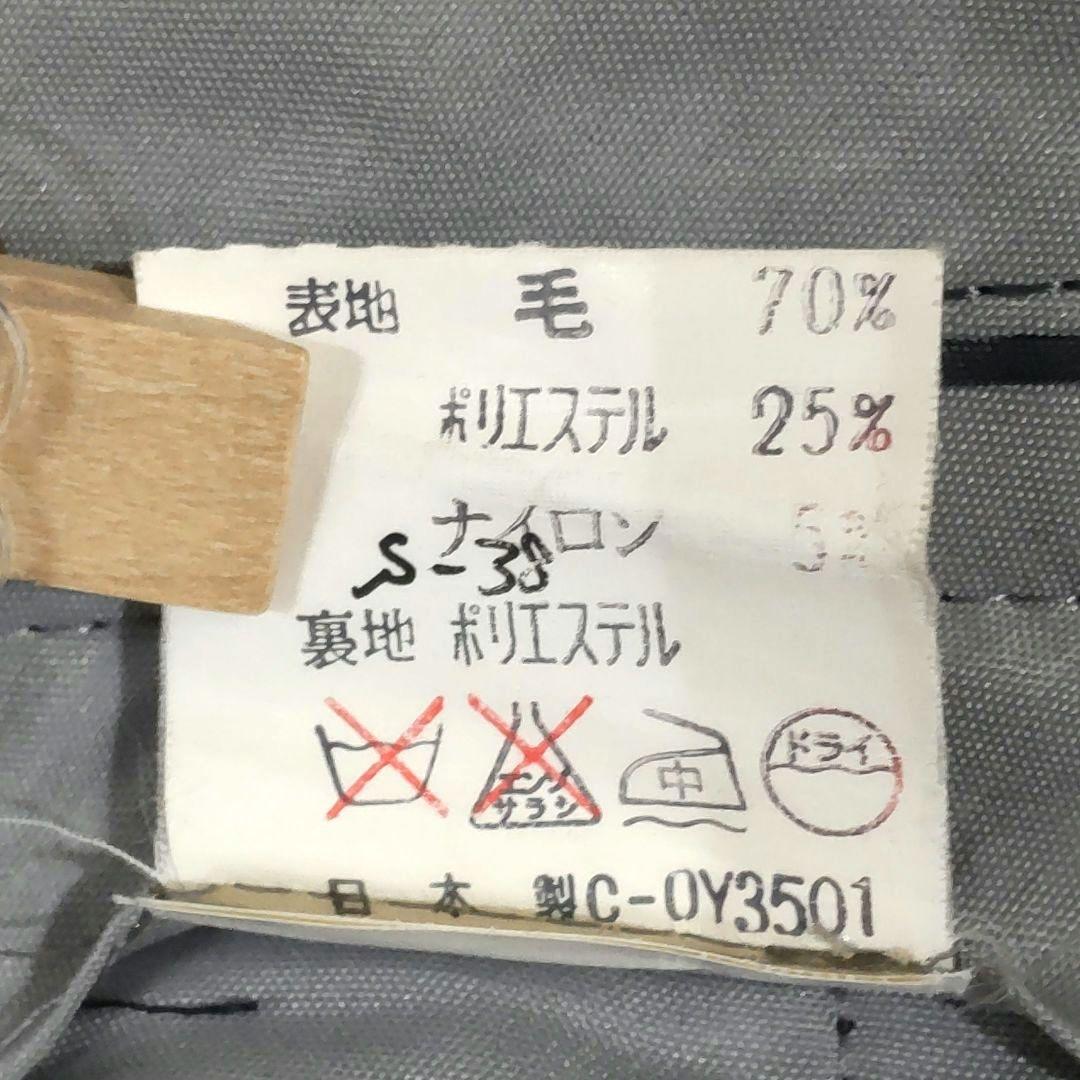 表地 毛 70%
ポリエステル 25%
ナイロン 5%
S-38
裏地 ポリエステル
エンソ サラシ
中
ドライ
日本製 C-0Y3501